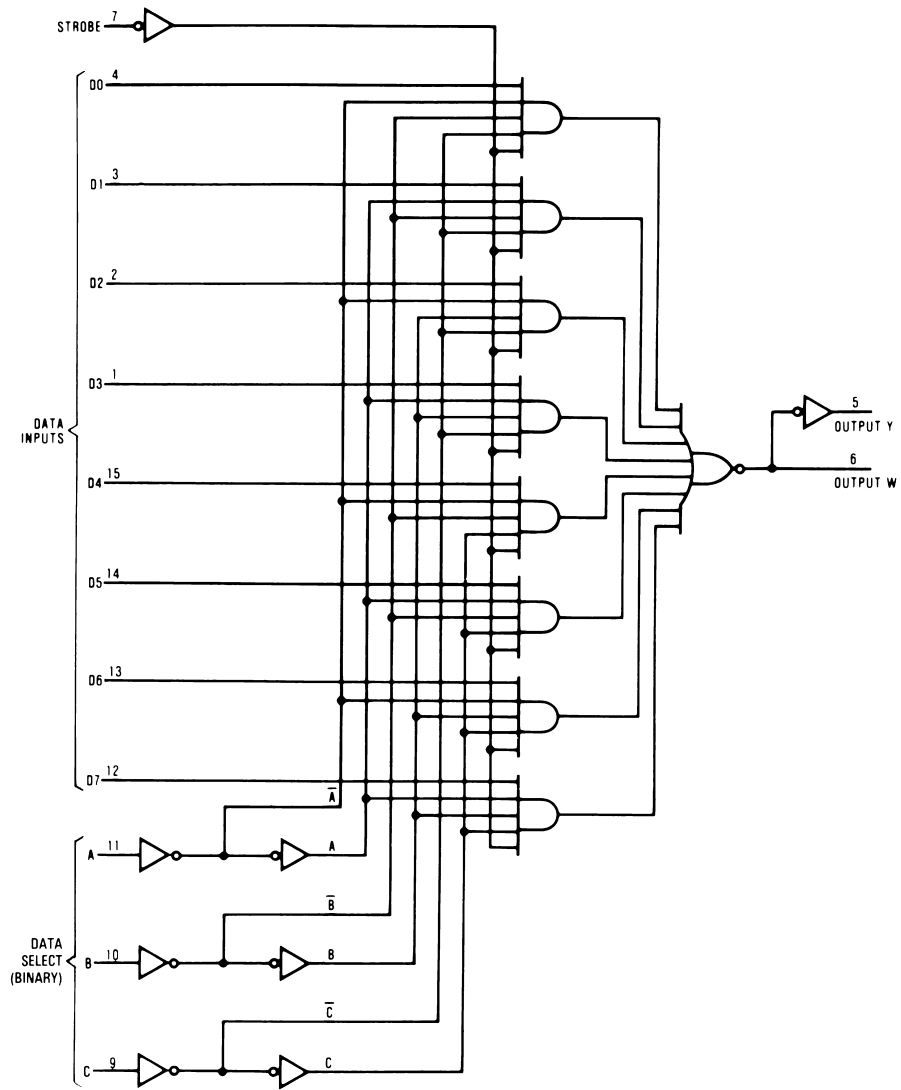 STROBE 7
D0 4
D1 3
D2 2
D3 1
DATA
INPUTS
5
OUTPUT Y
6
OUTPUT W
D4 15
D5 14
D6 13
D7 12
A̅
A 11
A
B̅
DATA
SELECT
(BINARY)
B 10
B
C̅
C 9
C